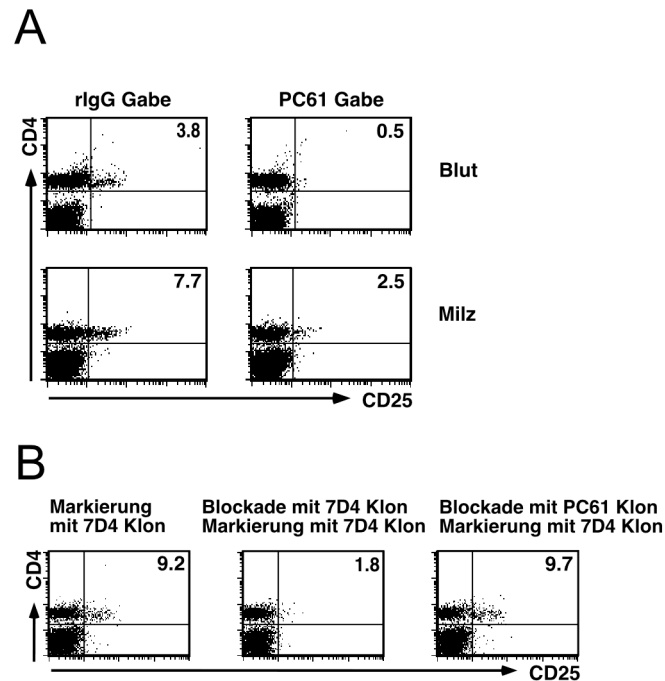 A
rIgG Gabe
PC61 Gabe
CD4
3.8
0.5
Blut
7.7
2.5
Milz
CD25
B
Markierung
mit 7D4 Klon
Blockade mit 7D4 Klon
Markierung mit 7D4 Klon
Blockade mit PC61 Klon
Markierung mit 7D4 Klon
CD4
9.2
1.8
9.7
CD25